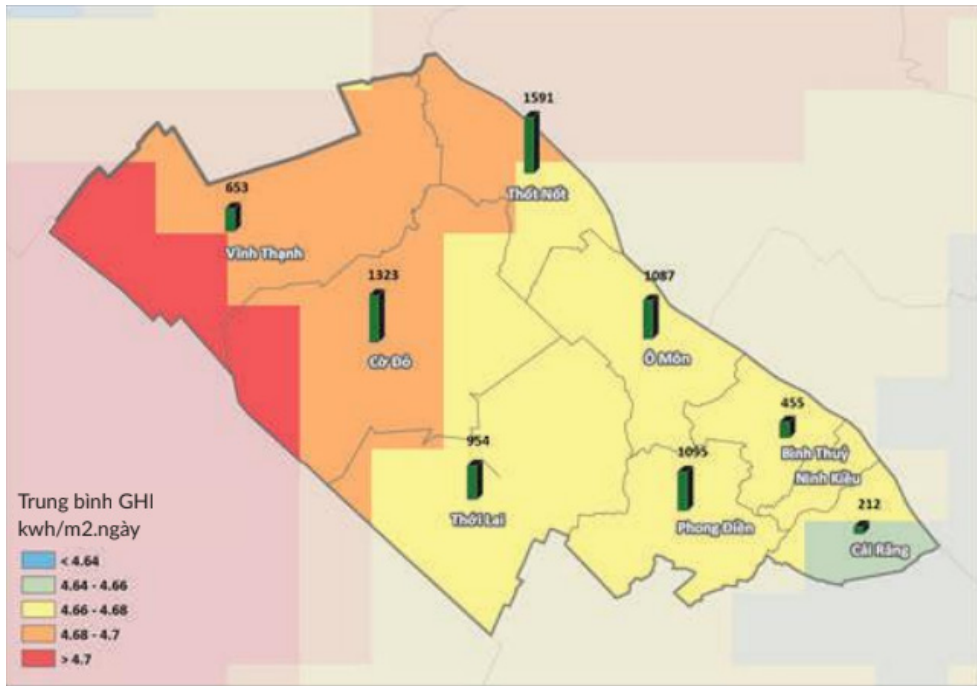 1591
Thốt Nốt
653
Vĩnh Thạnh
1323
Cờ Đỏ
1087
Ô Môn
455
Bình Thuỷ
Ninh Kiều
954
Thới Lai
1095
Phong Điền
212
Cái Răng
Trung bình GHI
kwh/m2.ngày
< 4.64
4.64 - 4.66
4.66 - 4.68
4.68 - 4.7
> 4.7